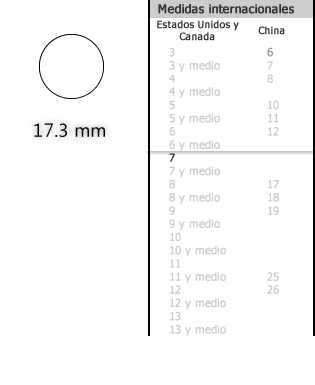 Medidas internacionales
Estados Unidos y Canada
China
3 6
3 y medio 7
4 8
4 y medio
5 10
5 y medio 11
6 12
6 y medio
7
7 y medio
8 17
8 y medio 18
9 19
9 y medio
10
10 y medio
11
11 y medio 25
12 26
12 y medio
13
13 y medio
17.3 mm